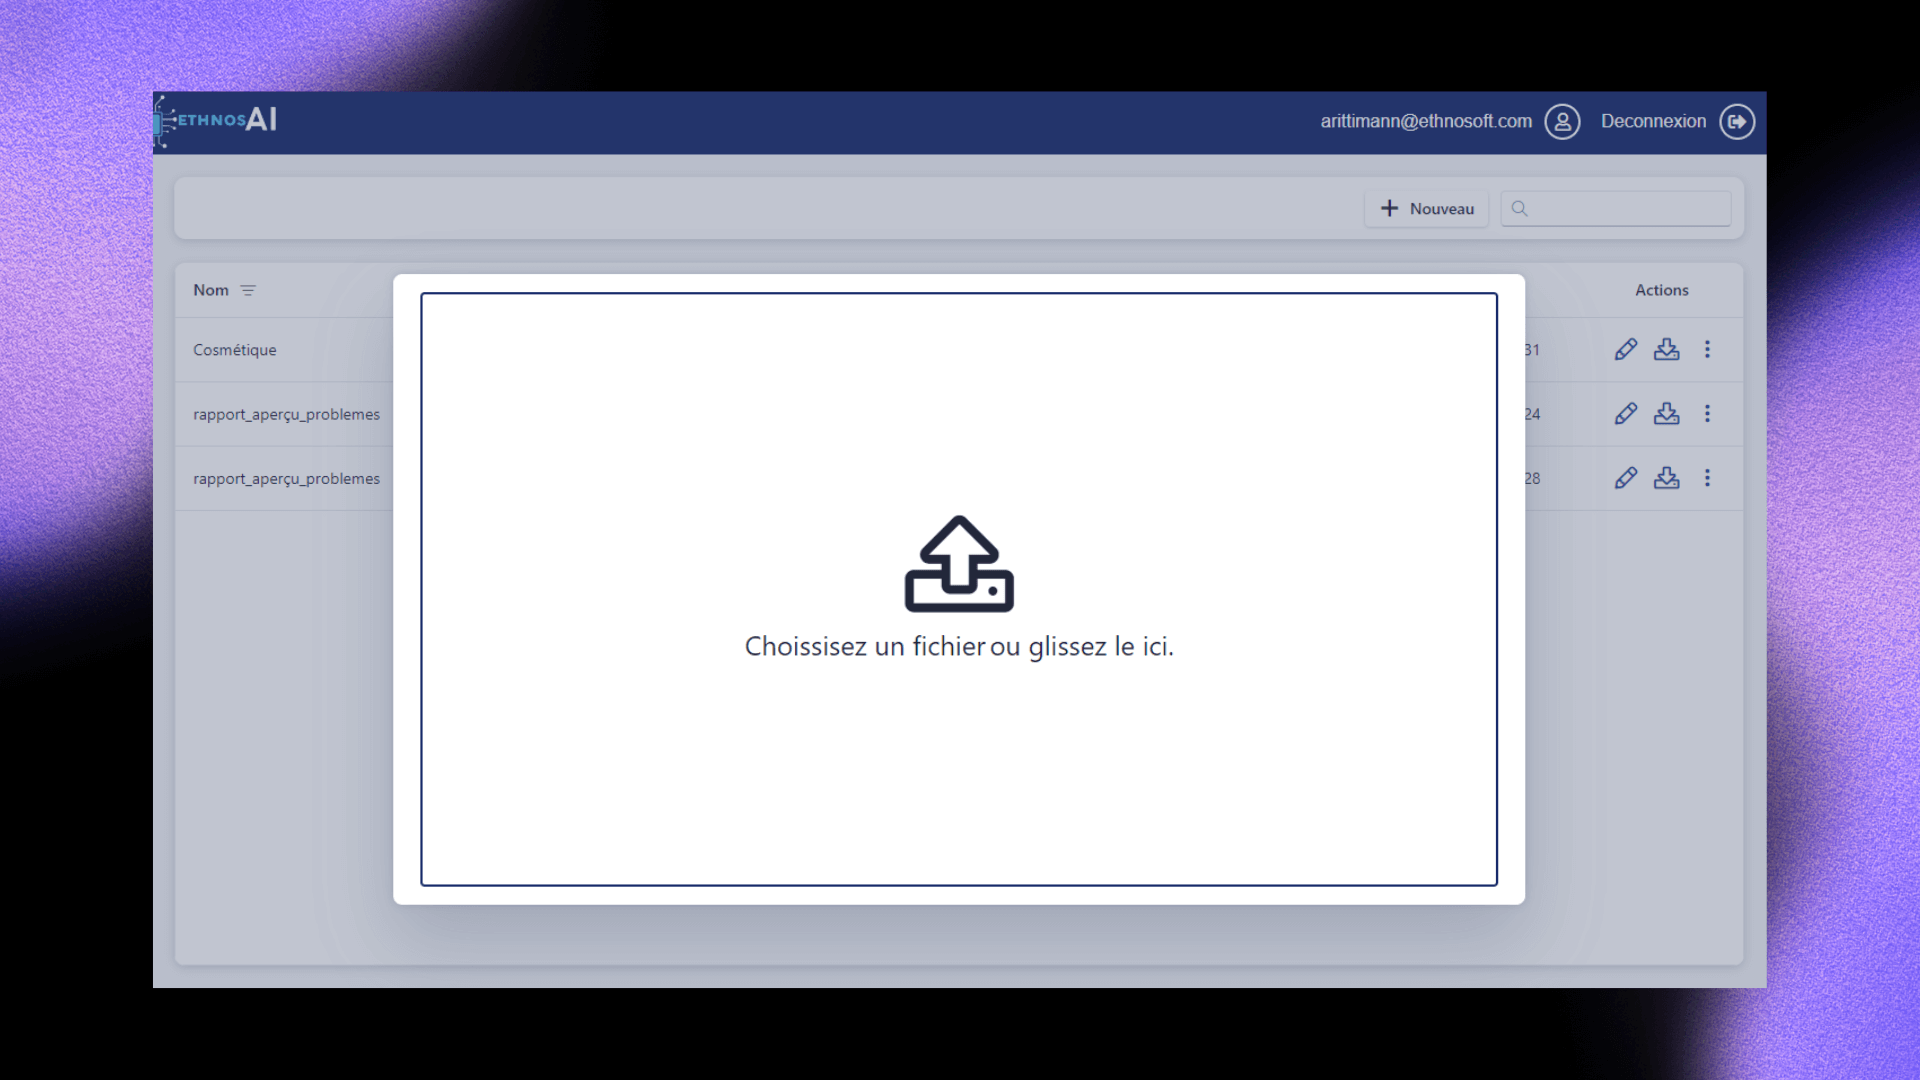 ETHNOSAI
arittimann@ethnosoft.com Deconnexion
Nouveau
Nom Actions
Cosmétique 31
rapport_aperçu_problemes 24
rapport_aperçu_problemes 28
Choissisez un fichier ou glissez le ici.